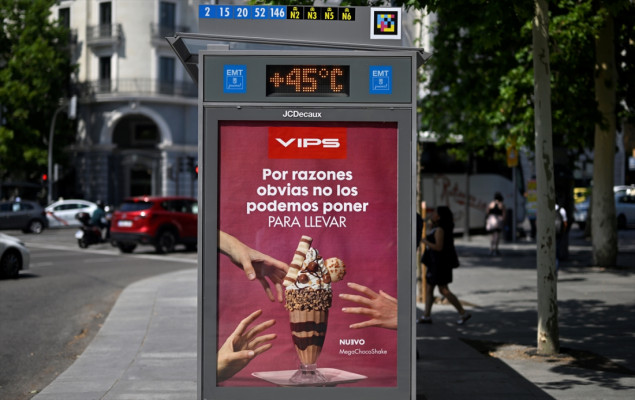 2 15 20 52 146 N2 N3 N5 N6
EMT +45°C EMT
JCDecaux
VIPS
Por razones
obvias no los
podemos poner
PARA LLEVAR
NUEVO
MegaChocoShake